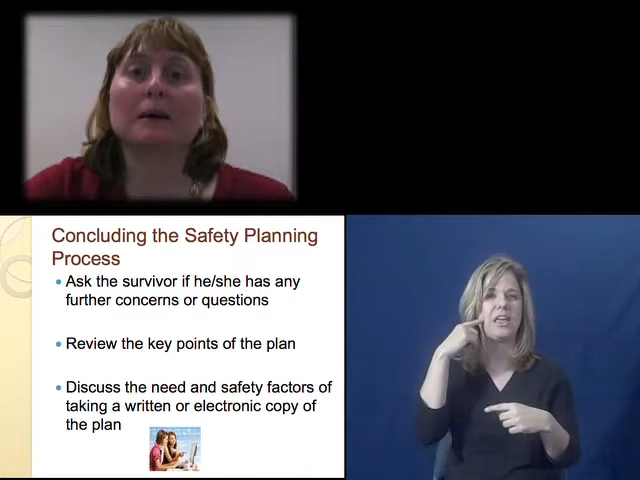 Concluding the Safety Planning
Process
• Ask the survivor if he/she has any
further concerns or questions
• Review the key points of the plan
• Discuss the need and safety factors of
taking a written or electronic copy of
the plan